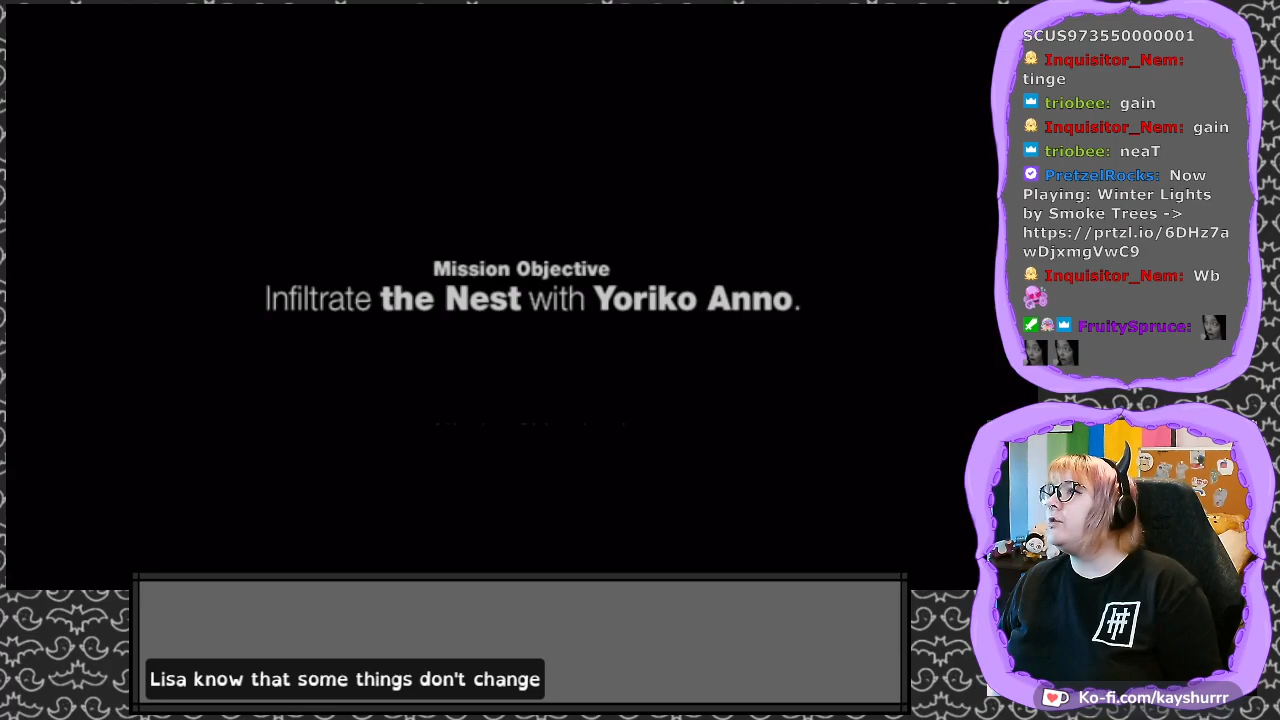 SCUS973550000001
Inquisitor_Nem:
tinge
triobee: gain
Inquisitor_Nem: gain
triobee: neaT
PretzelRocks: Now
Playing: Winter Lights
by Smoke Trees ->
https://prtzl.io/6DHz7a
wDjxmgVwC9
Inquisitor_Nem: Wb
FruitySpruce:
Mission Objective
Infiltrate the Nest with Yoriko Anno.
Lisa know that some things don't change
Ko-fi.com/kayshurrr